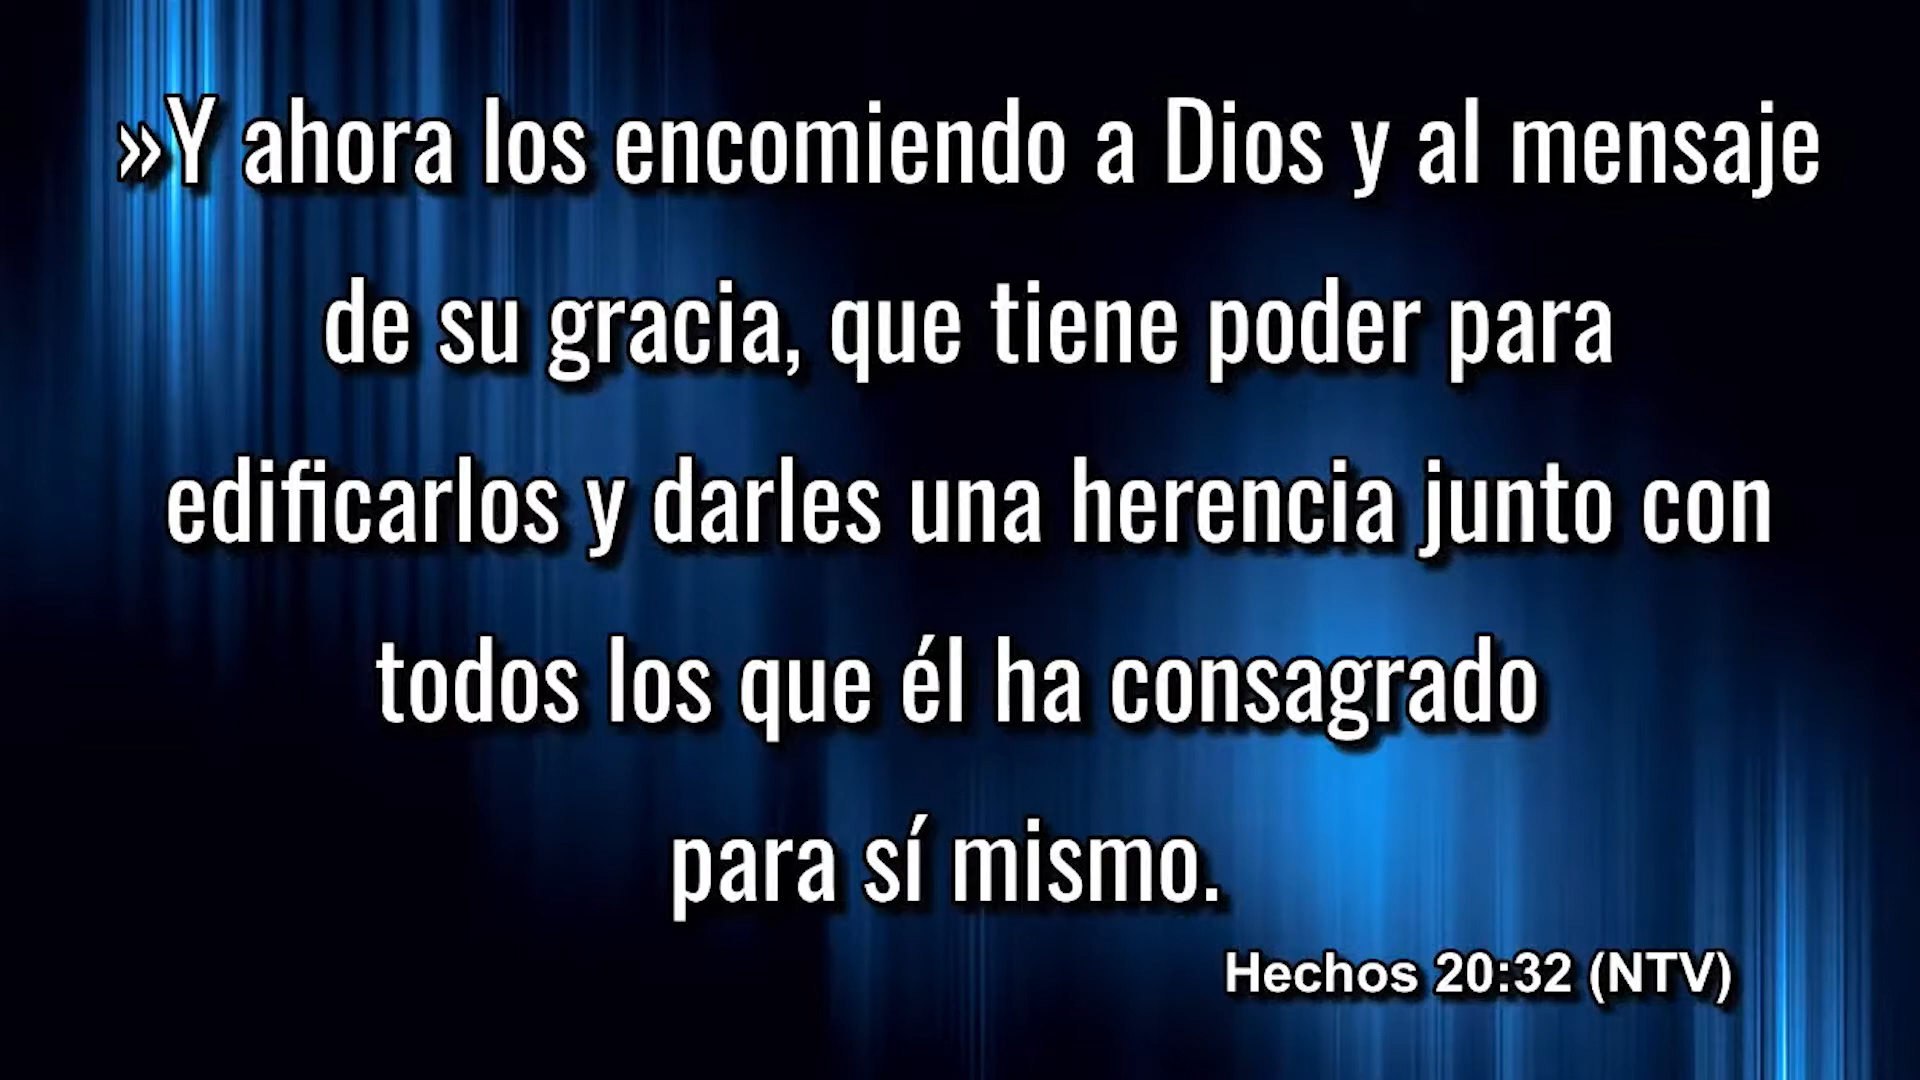 »Y ahora los encomiendo a Dios y al mensaje
de su gracia, que tiene poder para
edificarlos y darles una herencia junto con
todos los que él ha consagrado
para sí mismo.
Hechos 20:32 (NTV)